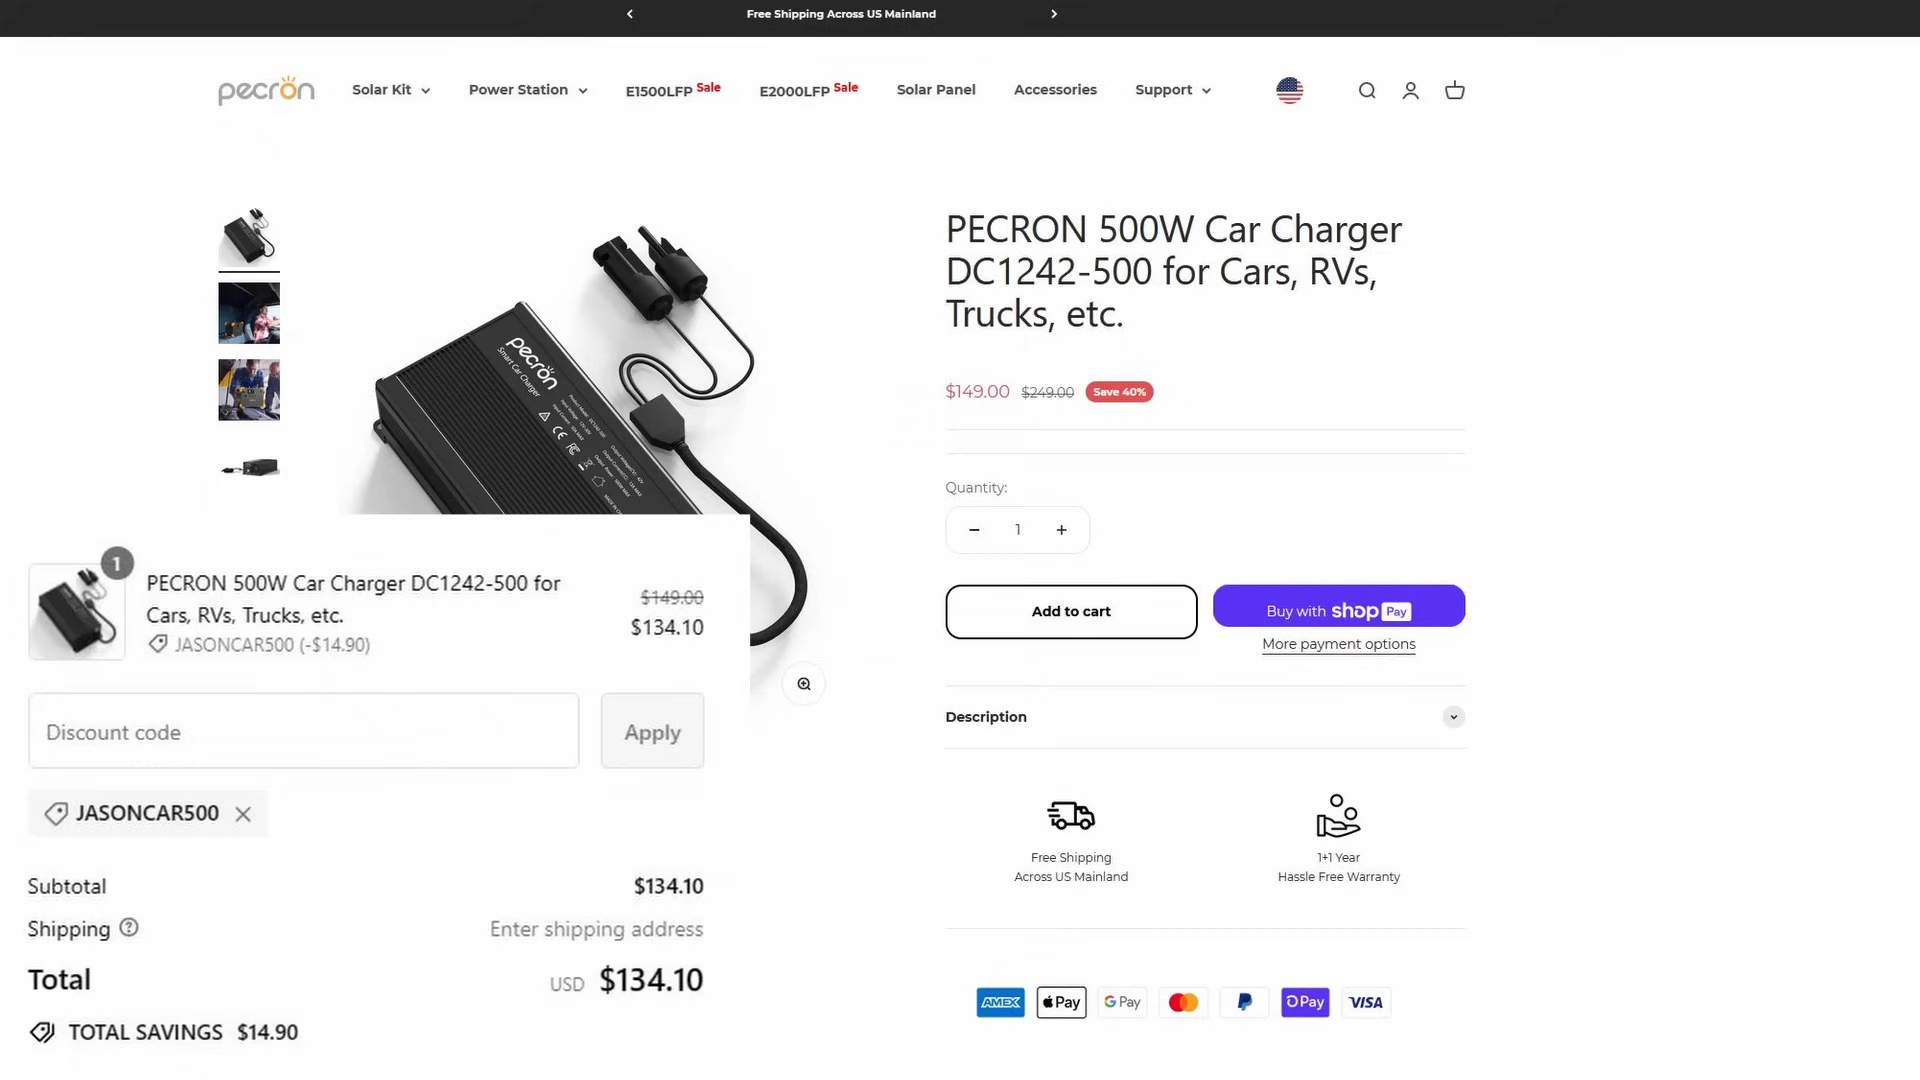 Free Shipping Across US Mainland
pecron
Solar Kit
Power Station
E1500LFP Sale
E2000LFP Sale
Solar Panel
Accessories
Support
PECRON 500W Car Charger
DC1242-500 for Cars, RVs,
Trucks, etc.
$149.00 $249.00 Save 40%
Quantity:
1
Add to cart
Buy with shop Pay
More payment options
Description
Free Shipping
Across US Mainland
1+1 Year
Hassle Free Warranty
AMEX
Pay
G Pay
Pay
VISA
pecron
Smart Car Charger
1
PECRON 500W Car Charger DC1242-500 for
Cars, RVs, Trucks, etc.
JASONCAR500 (-$14.90)
$149.00
$134.10
Discount code
Apply
JASONCAR500
Subtotal $134.10
Shipping Enter shipping address
Total USD $134.10
TOTAL SAVINGS $14.90